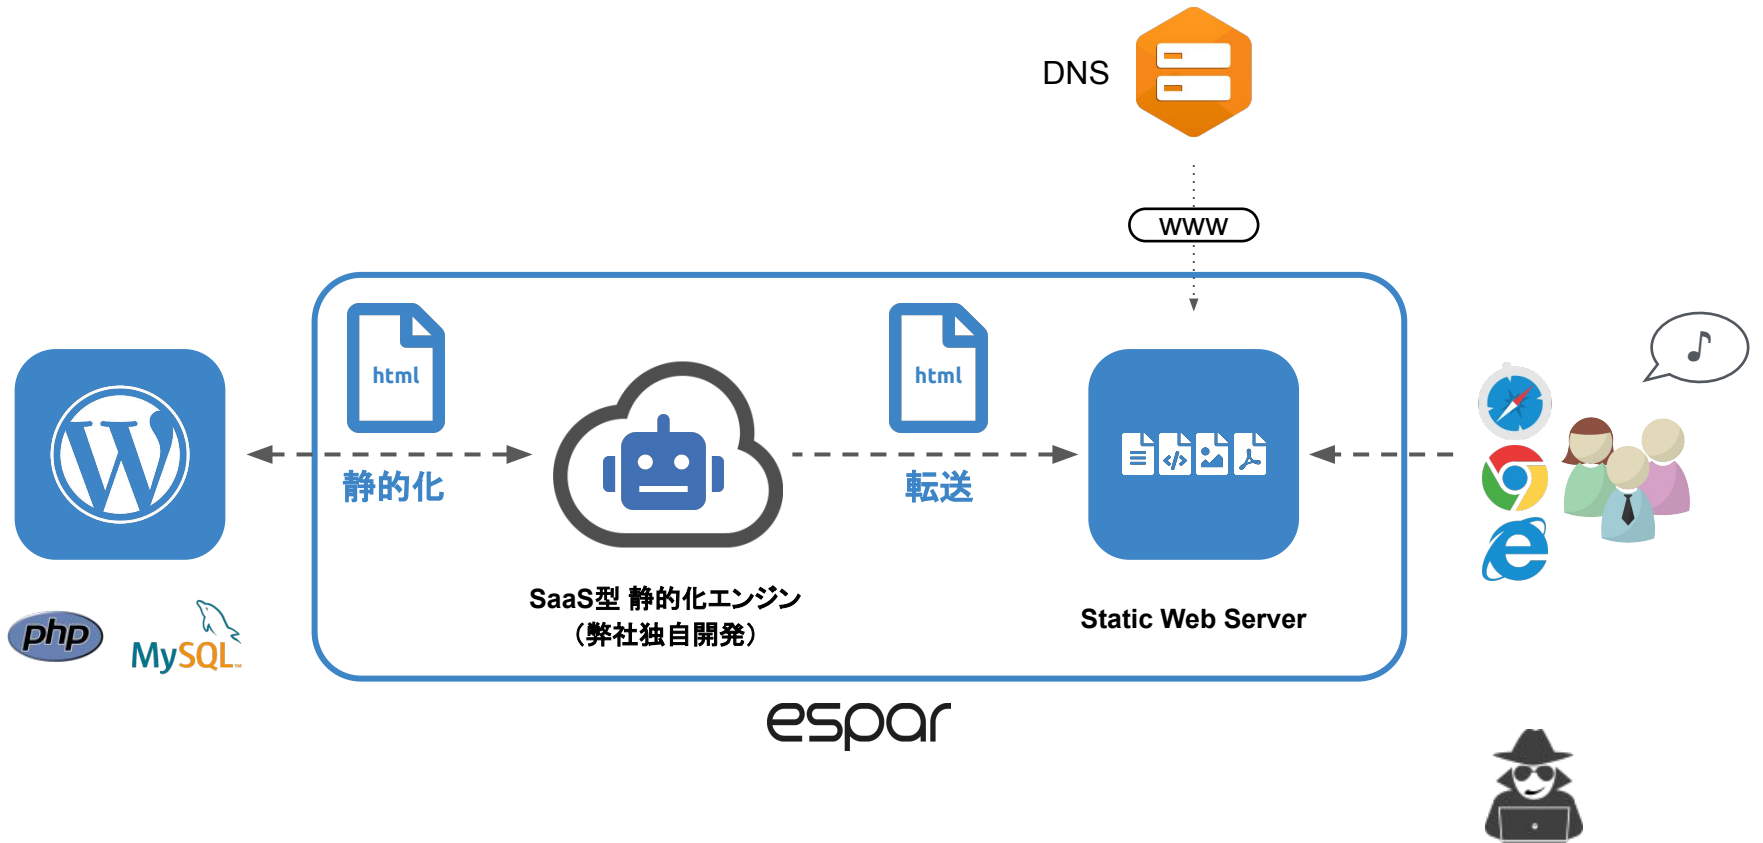 DNS
www
html
html
静的化
転送
SaaS型 静的化エンジン
（弊社独自開発）
Static Web Server
php
MySQL™
espar